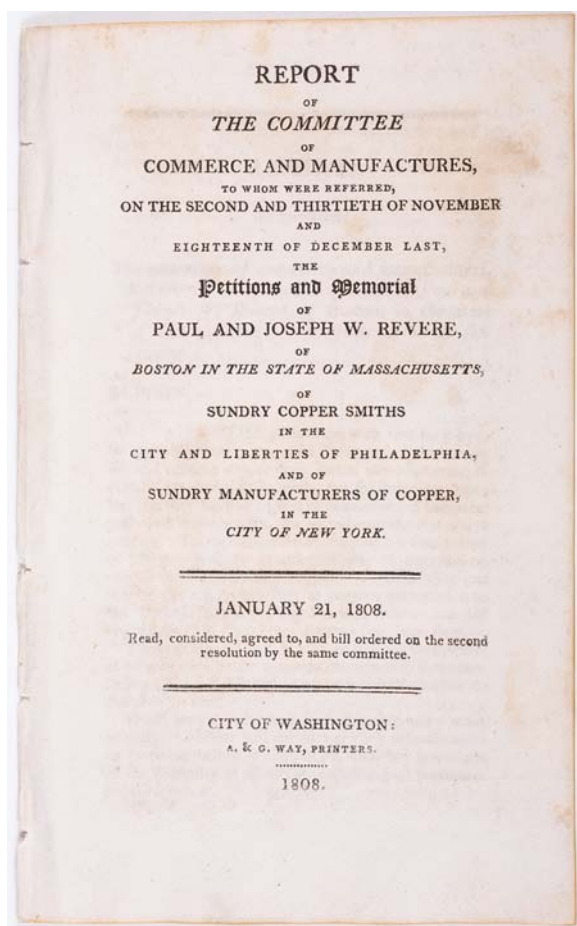 REPORT
OF
THE COMMITTEE
OF
COMMERCE AND MANUFACTURES,
TO WHOM WERE REFERRED,
ON THE SECOND AND THIRTIETH OF NOVEMBER
AND
EIGHTEENTH OF DECEMBER LAST,
THE
Petitions and Memorial
OF
PAUL AND JOSEPH W. REVERE,
OF
BOSTON IN THE STATE OF MASSACHUSETTS,
OF
SUNDRY COPPER SMITHS
IN THE
CITY AND LIBERTIES OF PHILADELPHIA,
AND OF
SUNDRY MANUFACTURERS OF COPPER,
IN THE
CITY OF NEW YORK.
JANUARY 21, 1808.
Read, considered, agreed to, and bill ordered on the second
resolution by the same committee.
CITY OF WASHINGTON:
A. & G. WAY, PRINTERS.
1808.